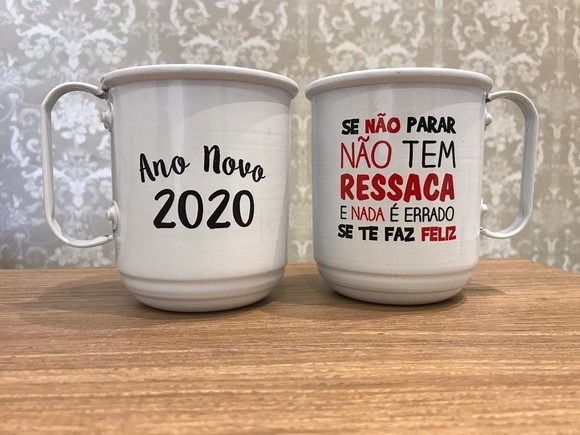 Ano Novo
2020
SE NÃO PARAR
NÃO TEM
RESSACA
E NADA É ERRADO
SE TE FAZ FELIZ